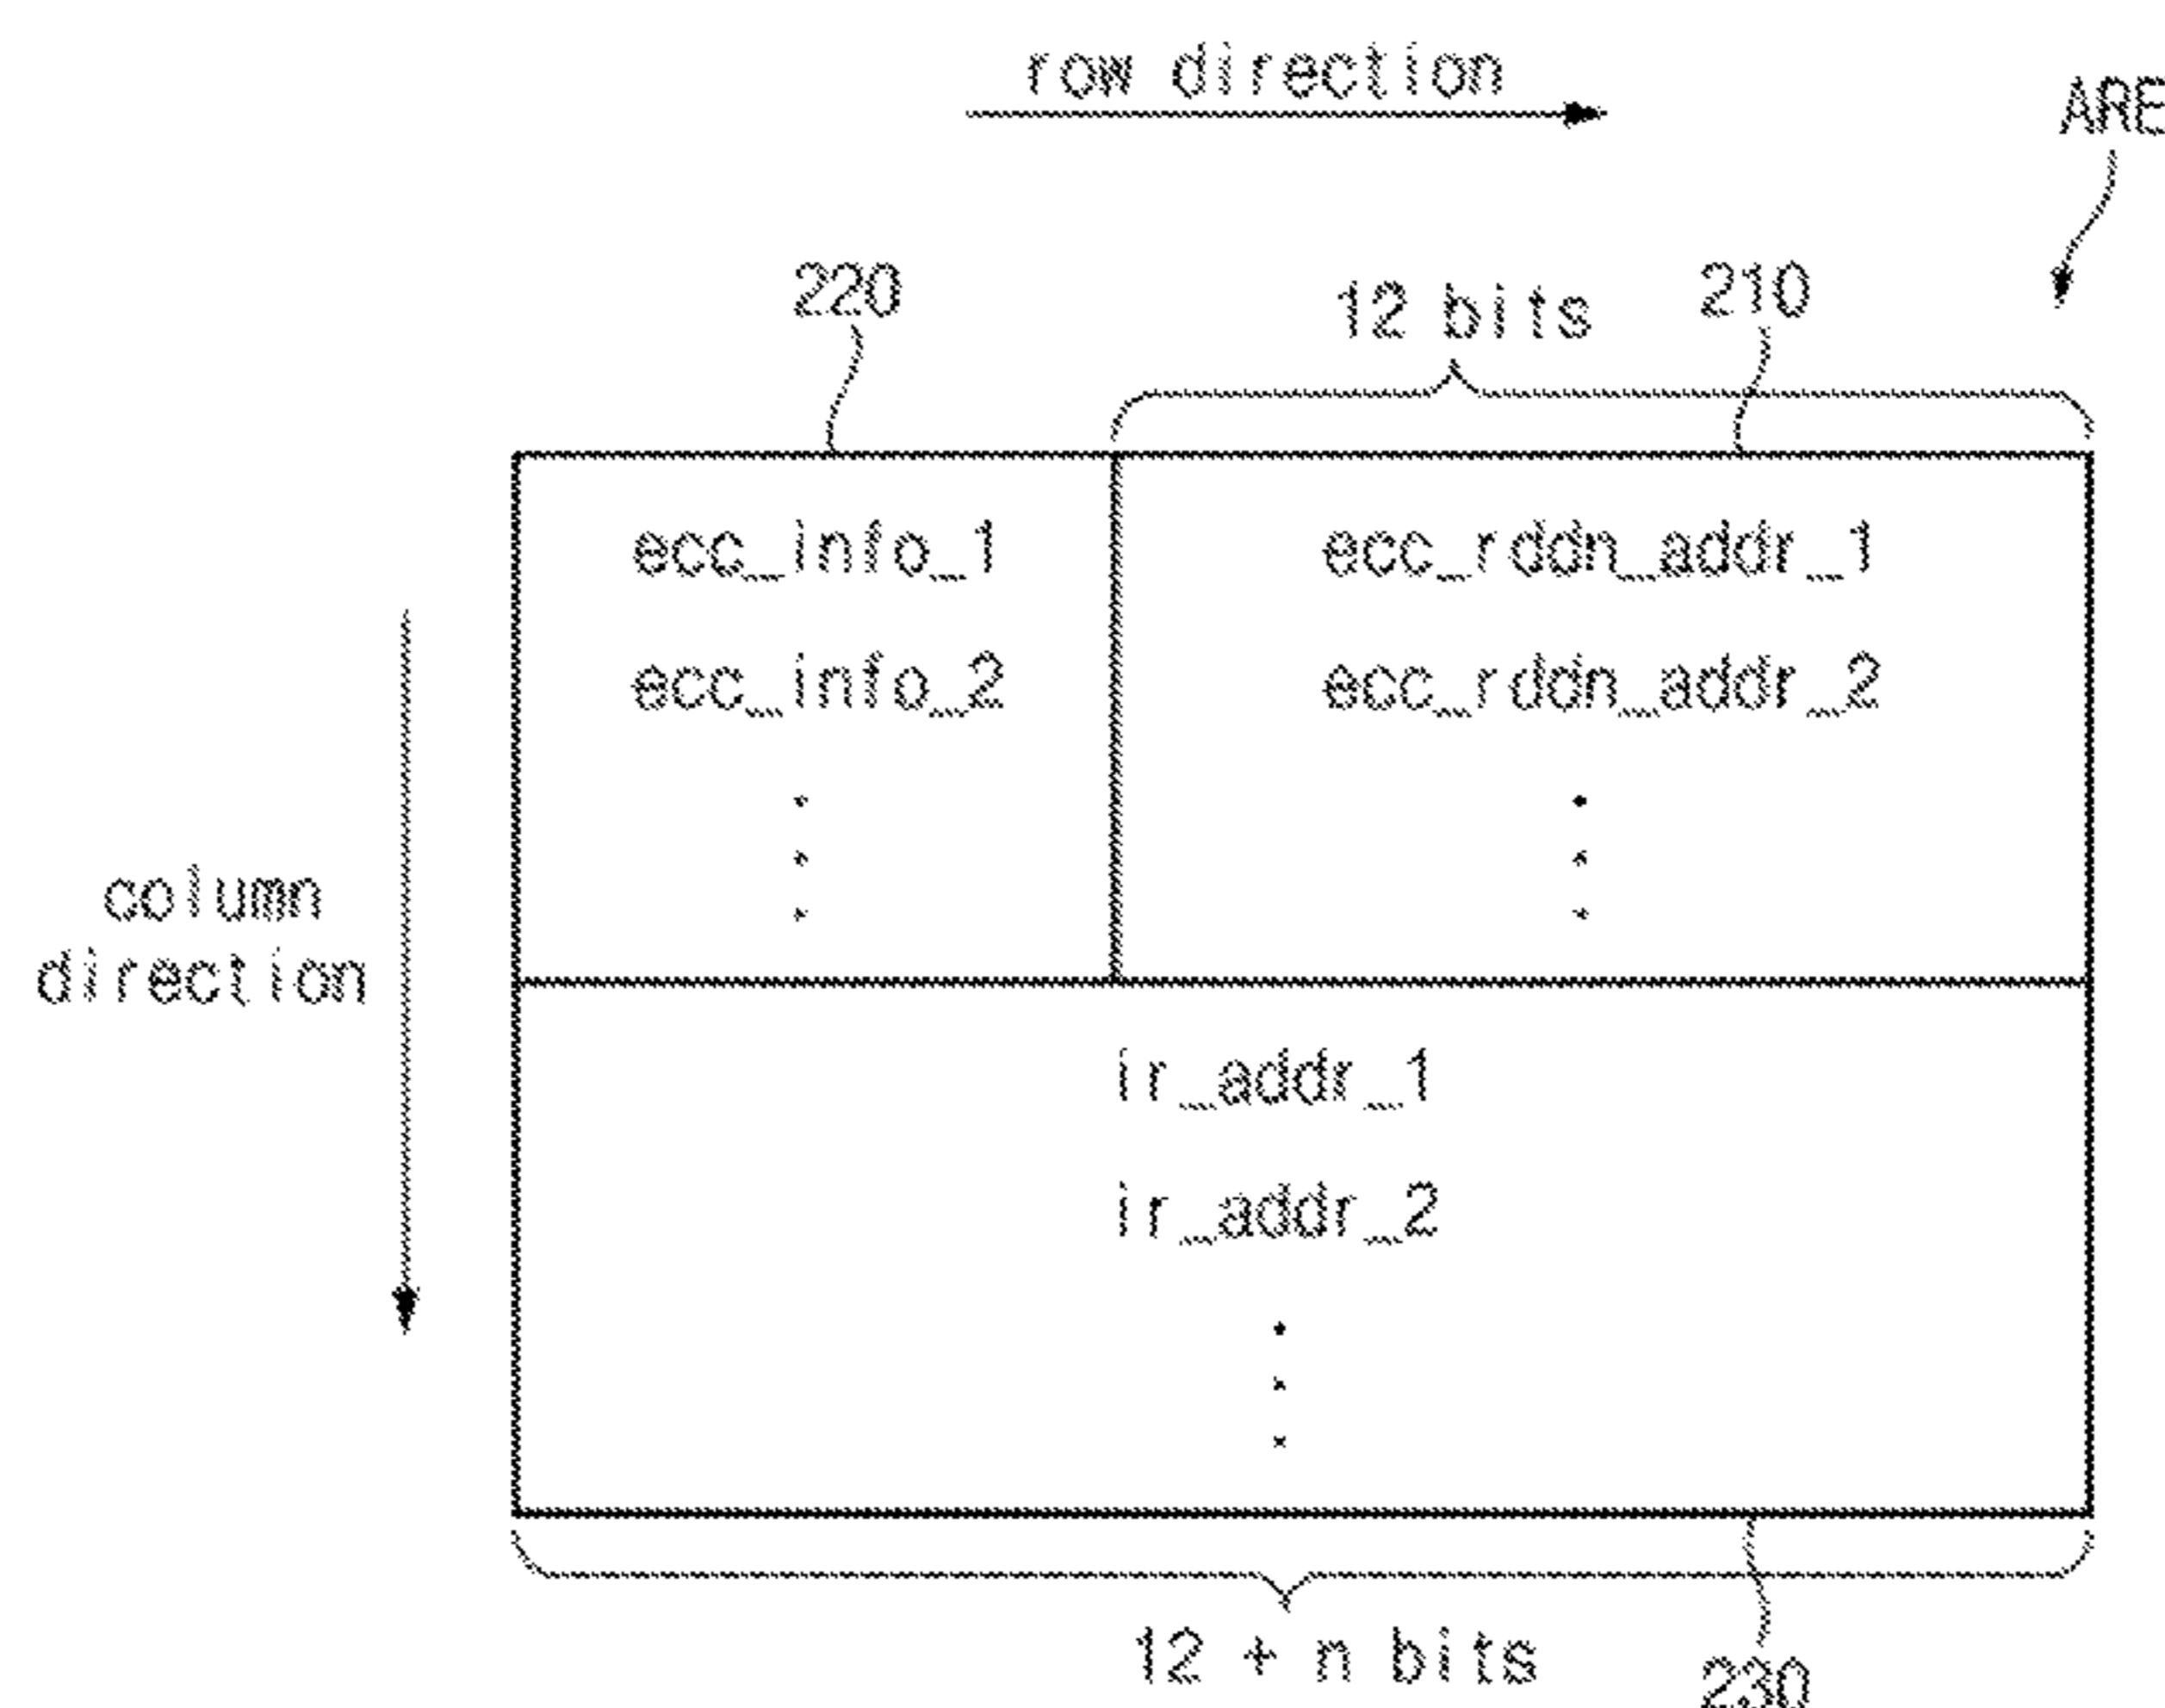 row direction
ARE
220
12 bits
210
ecc_info_1
ecc_rddn_addr_1
ecc_info_2
ecc_rddn_addr_2
column
direction
ir_addr_1
ir_addr_2
12 + n bits
230